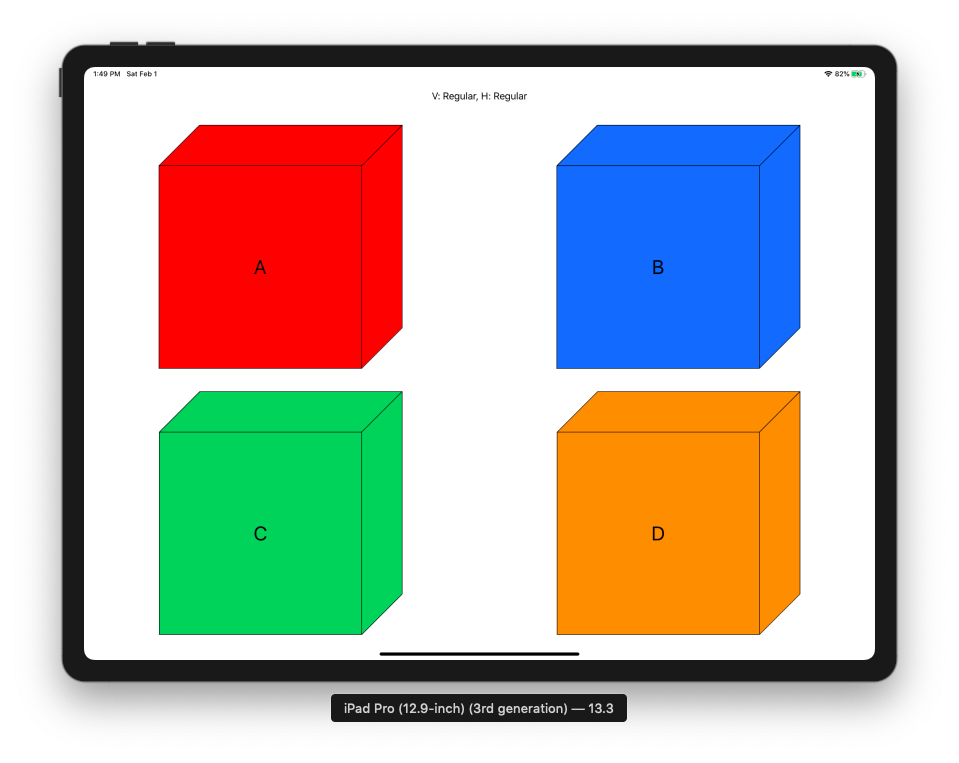 1:49 PM Sat Feb 1
82%
V: Regular, H: Regular
A
B
C
D
iPad Pro (12.9-inch) (3rd generation) — 13.3